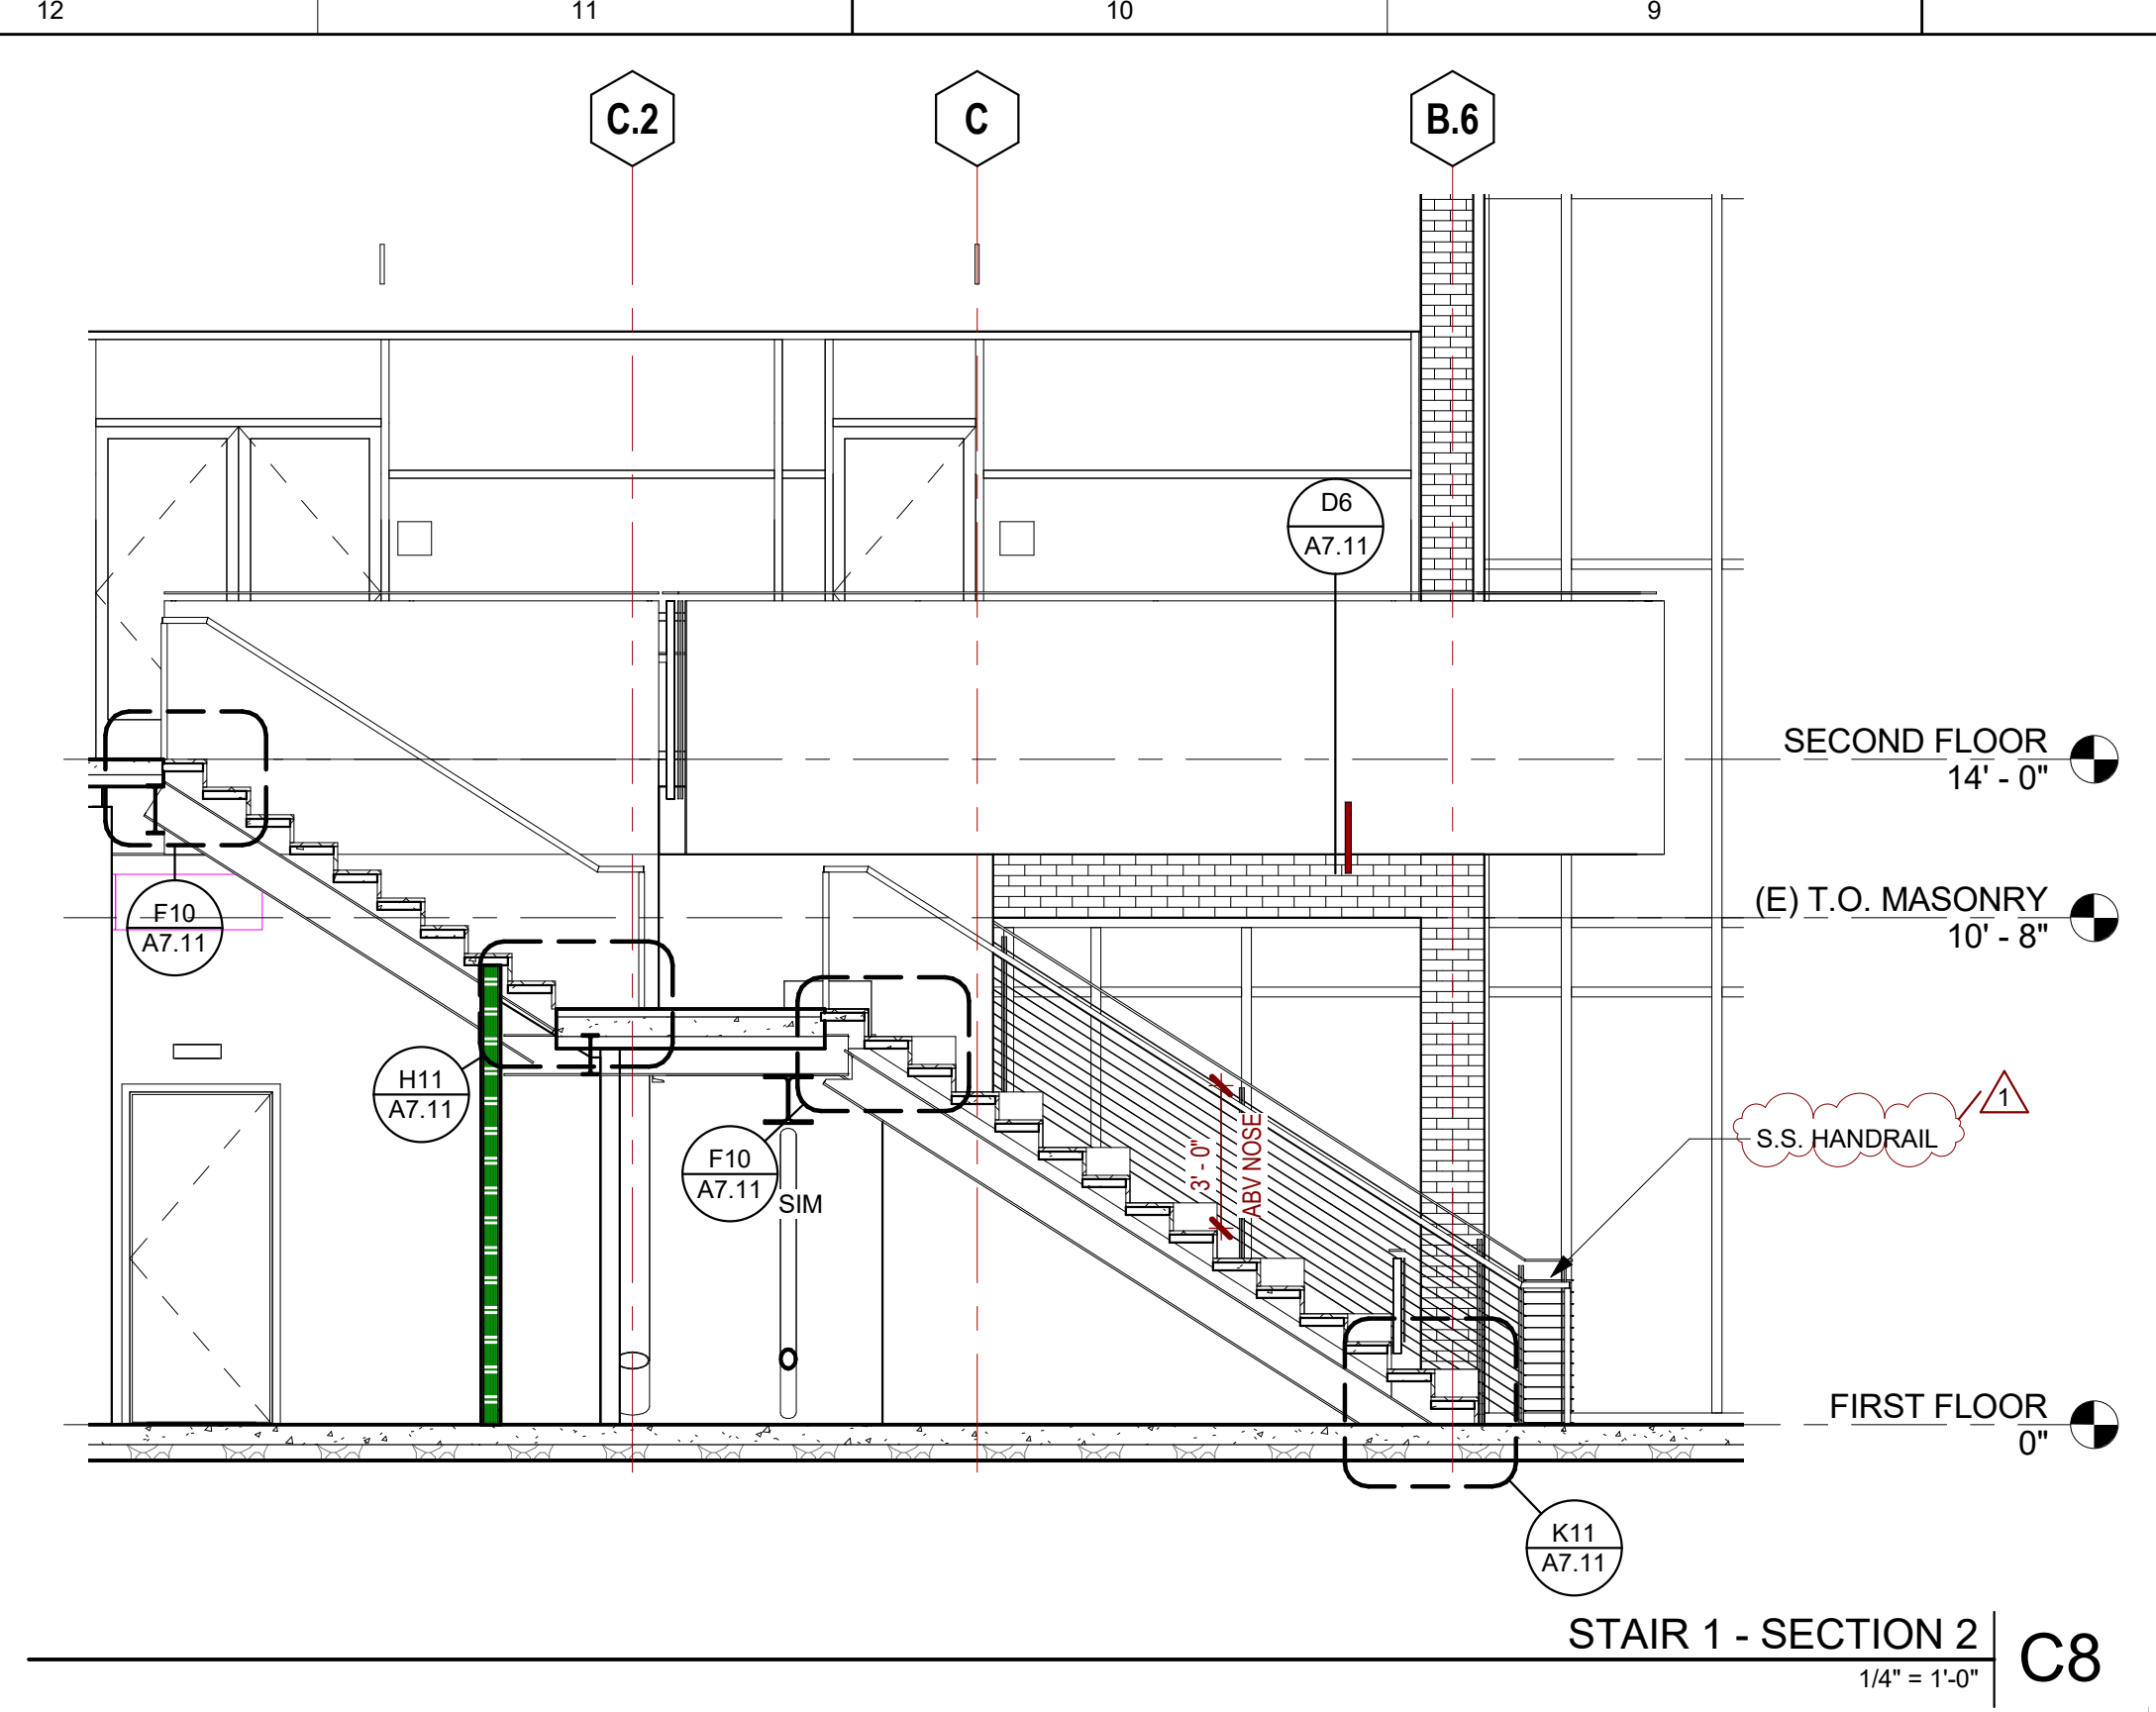 12
11
10
9
C.2
C
B.6
D6
A7.11
SECOND FLOOR
14' - 0"
F10
A7.11
(E) T.O. MASONRY
10' - 8"
H11
A7.11
F10
A7.11
SIM
3' - 0"
ABV NOSE
1
S.S. HANDRAIL
FIRST FLOOR
0"
K11
A7.11
STAIR 1 - SECTION 2
1/4" = 1'-0"
C8